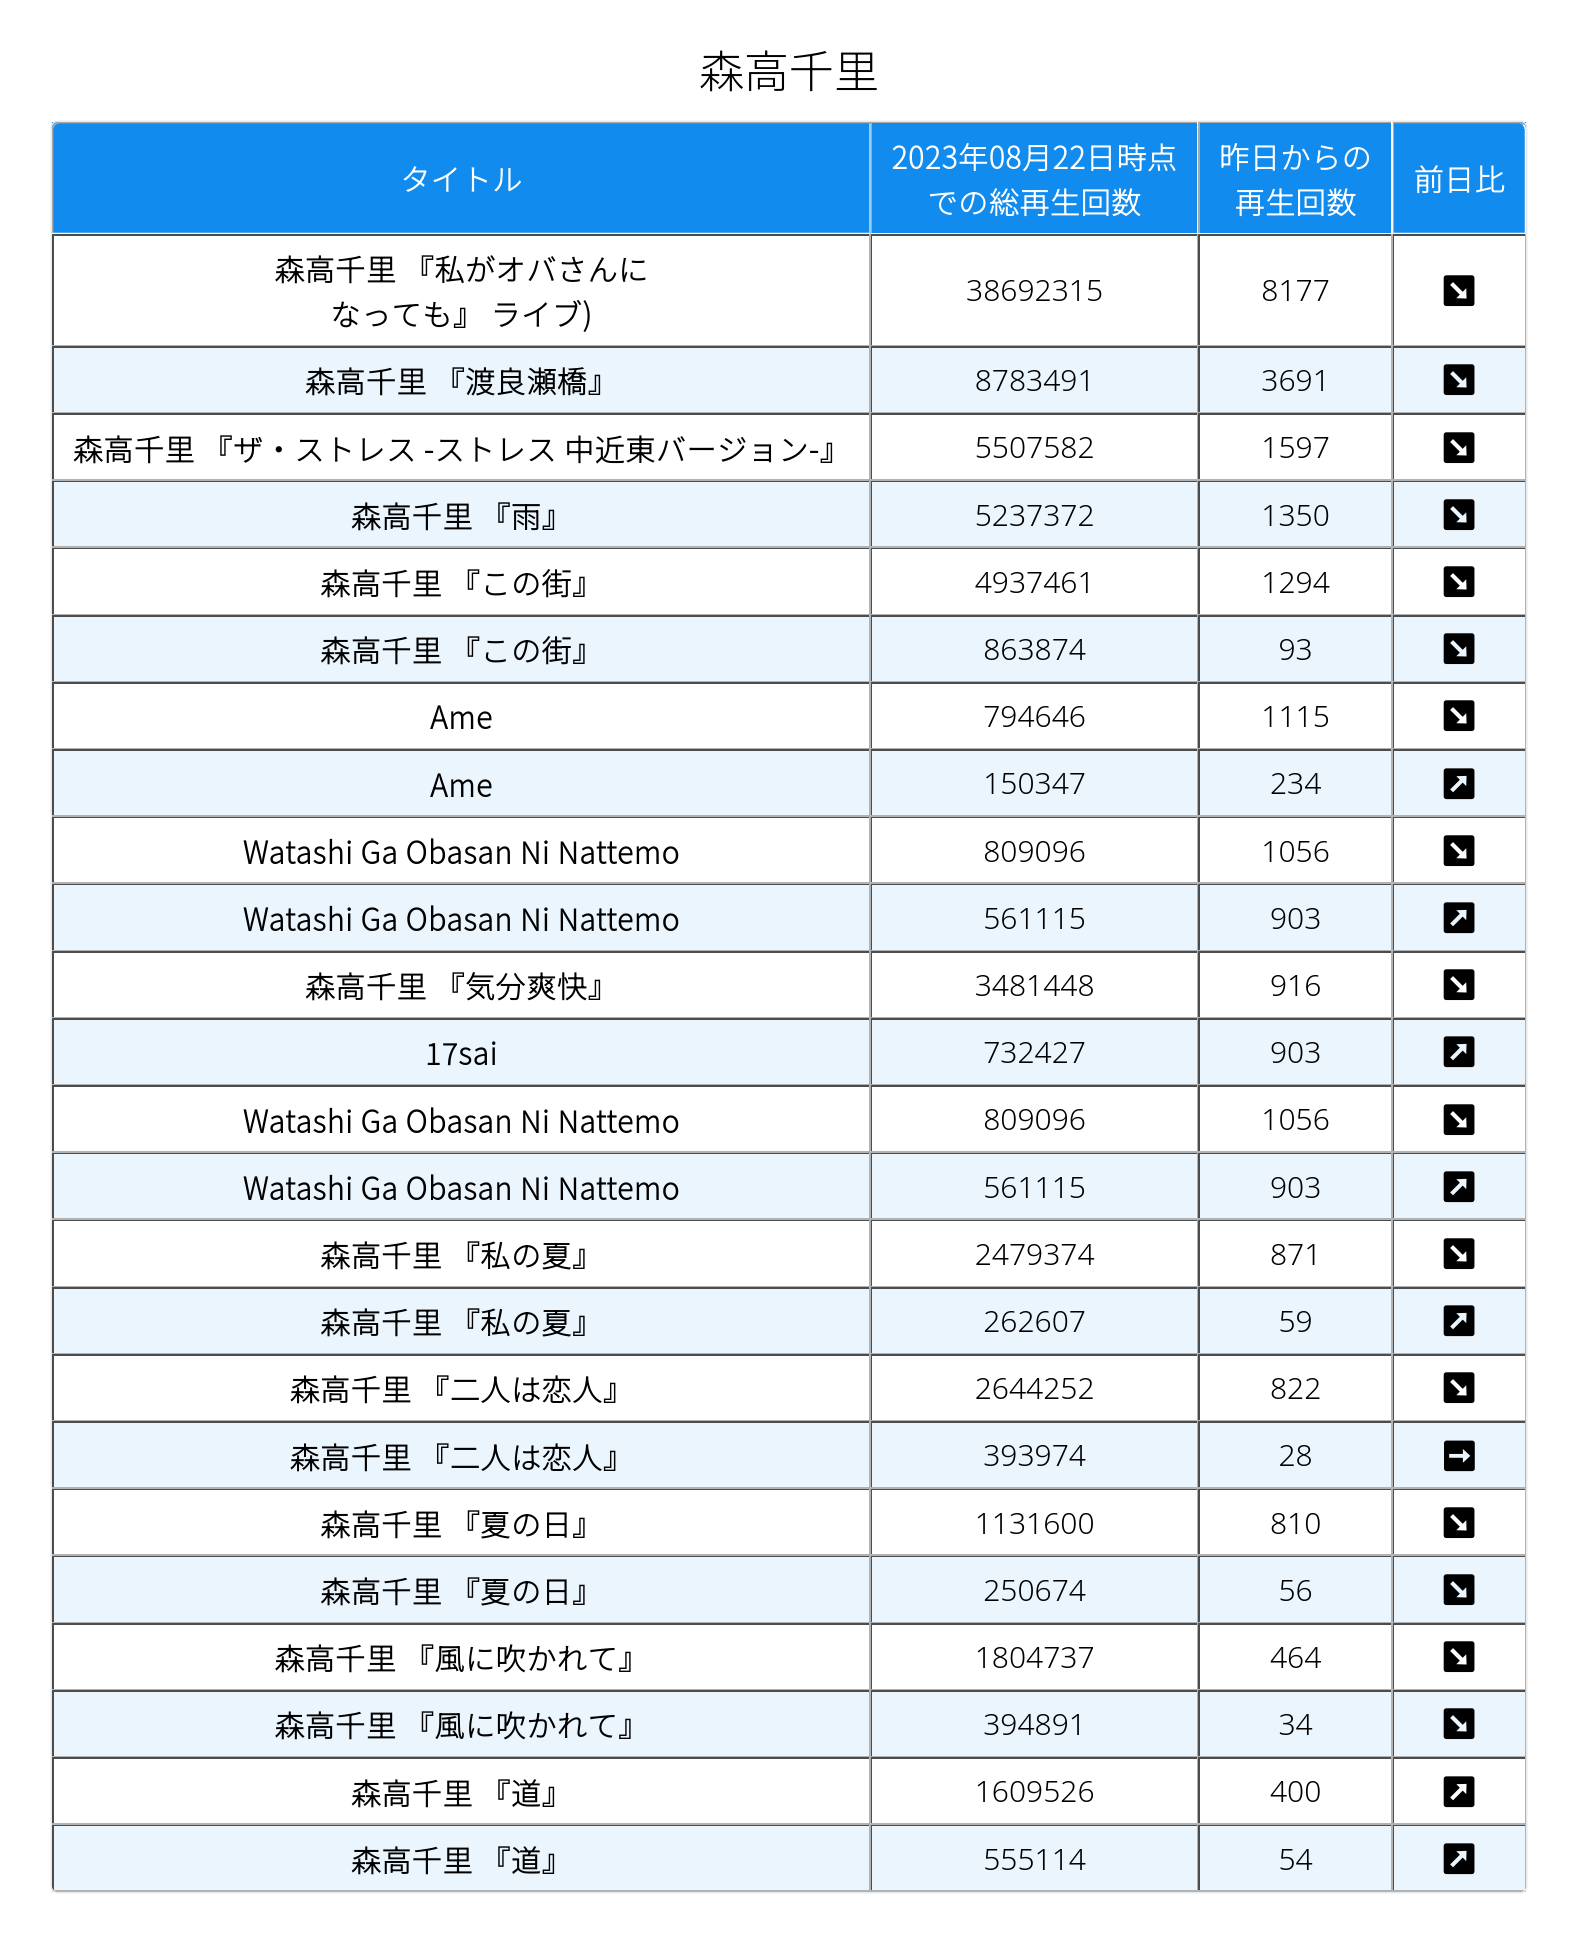 森高千里
タイトル
2023年08月22日時点
での総再生回数
昨日からの
再生回数
前日比
森高千里 『私がオバさんに
なっても』 ライブ)
38692315 8177 ↘
森高千里 『渡良瀬橋』 8783491 3691 ↘
森高千里 『ザ・ストレス -ストレス 中近東バージョン-』 5507582 1597 ↘
森高千里 『雨』 5237372 1350 ↘
森高千里 『この街』 4937461 1294 ↘
森高千里 『この街』 863874 93 ↘
Ame 794646 1115 ↘
Ame 150347 234 ↗
Watashi Ga Obasan Ni Nattemo 809096 1056 ↘
Watashi Ga Obasan Ni Nattemo 561115 903 ↗
森高千里 『気分爽快』 3481448 916 ↘
17sai 732427 903 ↗
Watashi Ga Obasan Ni Nattemo 809096 1056 ↘
Watashi Ga Obasan Ni Nattemo 561115 903 ↗
森高千里 『私の夏』 2479374 871 ↘
森高千里 『私の夏』 262607 59 ↗
森高千里 『二人は恋人』 2644252 822 ↘
森高千里 『二人は恋人』 393974 28 →
森高千里 『夏の日』 1131600 810 ↘
森高千里 『夏の日』 250674 56 ↘
森高千里 『風に吹かれて』 1804737 464 ↘
森高千里 『風に吹かれて』 394891 34 ↘
森高千里 『道』 1609526 400 ↗
森高千里 『道』 555114 54 ↗